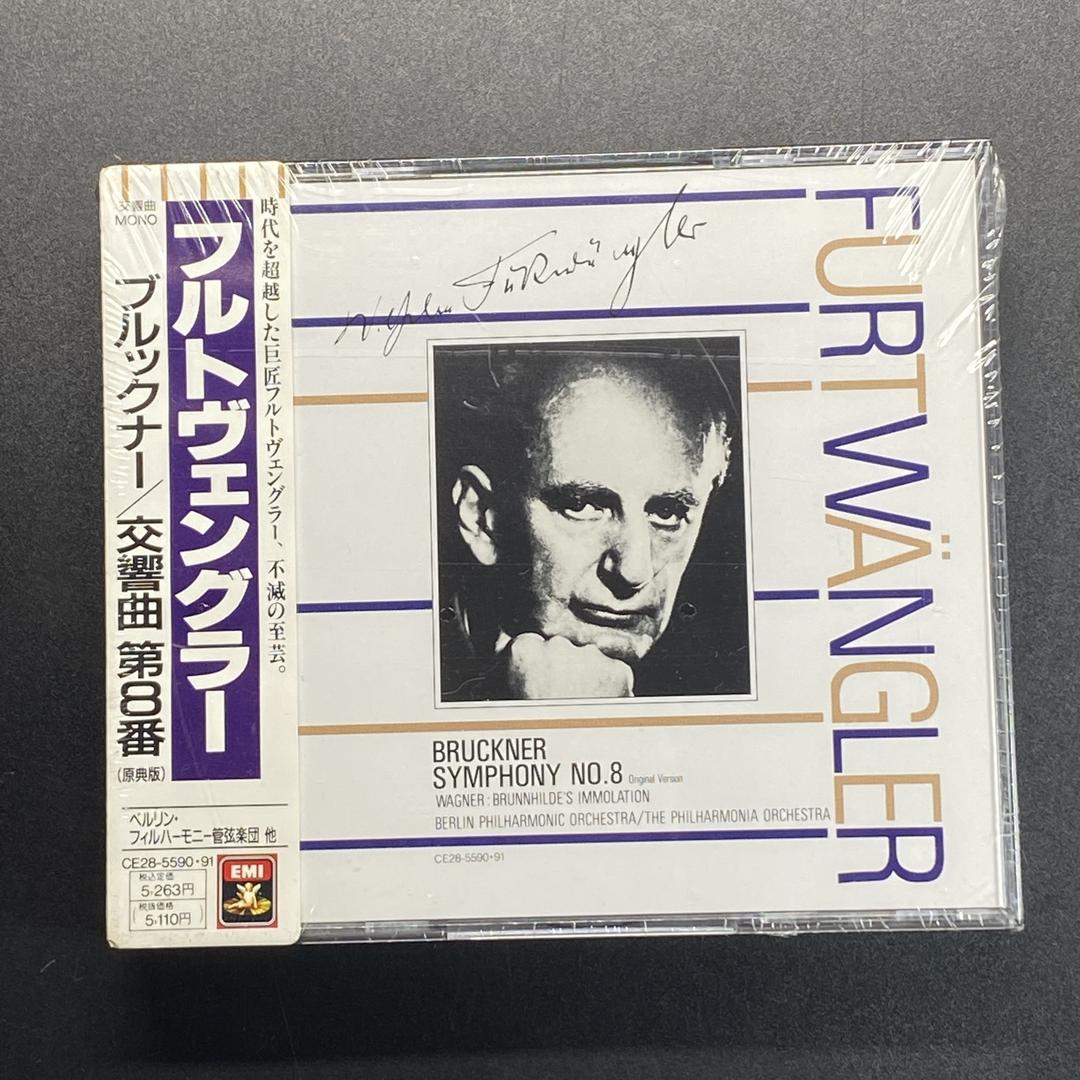 交響曲
MONO
フルトヴェングラー
ブルックナー/交響曲 第8番
(原典版)
時代を超越した巨匠フルトヴェングラー、不滅の至芸。
ベルリン・
フィルハーモニー管弦楽団 他
CE28-5590・91
税込定価
5,263円
税抜価格
(5,110円)
EMI
Wilhelm Furtwängler
FURTWÄNGLER
BRUCKNER
SYMPHONY NO.8 Original Version
WAGNER: BRUNNHILDE'S IMMOLATION
BERLIN PHILHARMONIC ORCHESTRA/THE PHILHARMONIA ORCHESTRA
CE28-5590・91